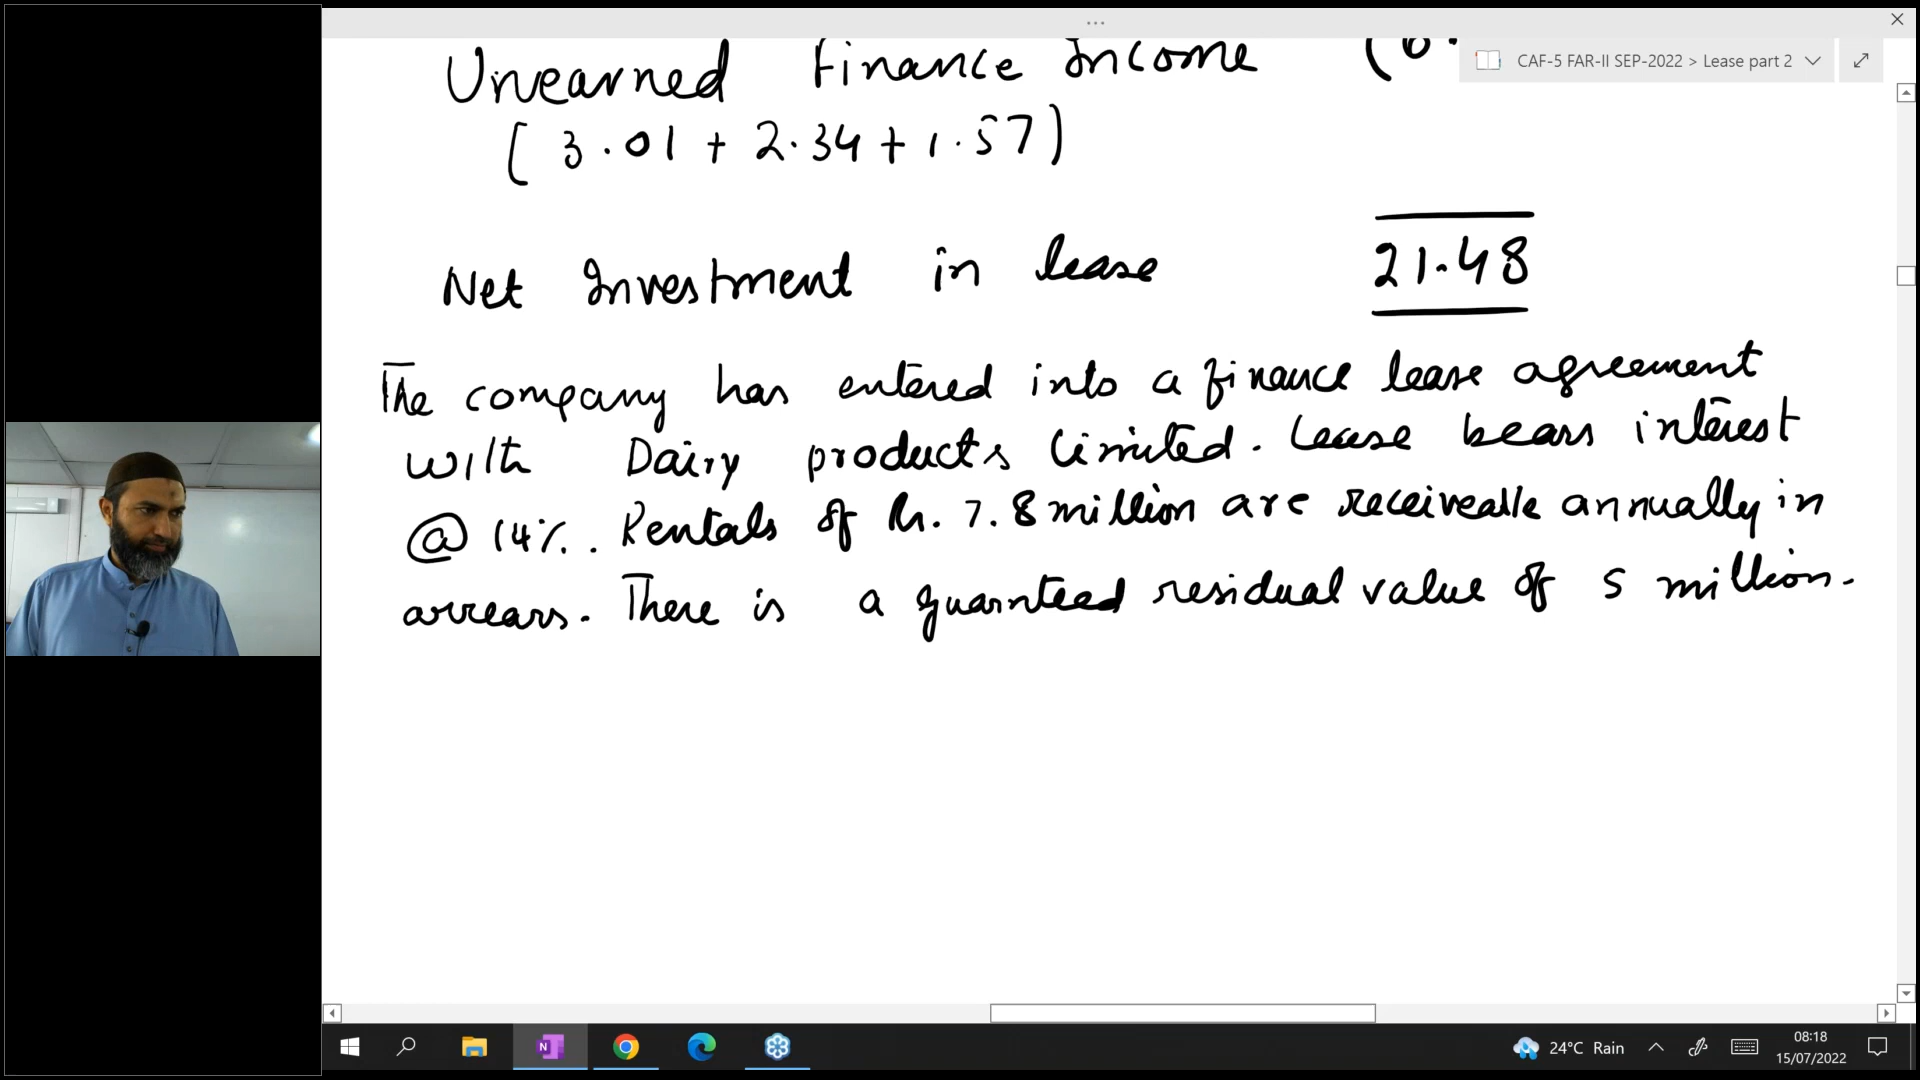 Unearned Finance Income (6.
CAF-5 FAR-II SEP-2022 > Lease part 2
[ 3.01 + 2.34 + 1.57)
Net Investment in lease 21.48
The company has entered into a finance lease agreement
with Dairy products limited. Lease bears interest
@ 14%. Rentals of Rs. 7.8 million are receiveable annually in
arrears. There is a guarnteed residual value of 5 million.
24°C Rain
08:18
15/07/2022